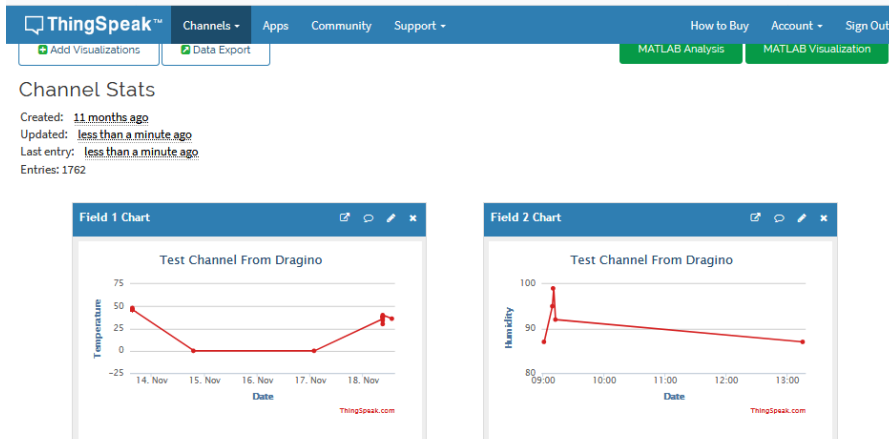 ThingSpeak™ Channels Apps Community Support How to Buy Account Sign Out
Add Visualizations Data Export MATLAB Analysis MATLAB Visualization
Channel Stats
Created: 11 months ago
Updated: less than a minute ago
Last entry: less than a minute ago
Entries: 1762
Field 1 Chart
Test Channel From Dragino
Temperature
75
50
25
0
-25
14. Nov 15. Nov 16. Nov 17. Nov 18. Nov
Date
ThingSpeak.com
Field 2 Chart
Test Channel From Dragino
Humidity
100
90
80
09:00 10:00 11:00 12:00 13:00
Date
ThingSpeak.com